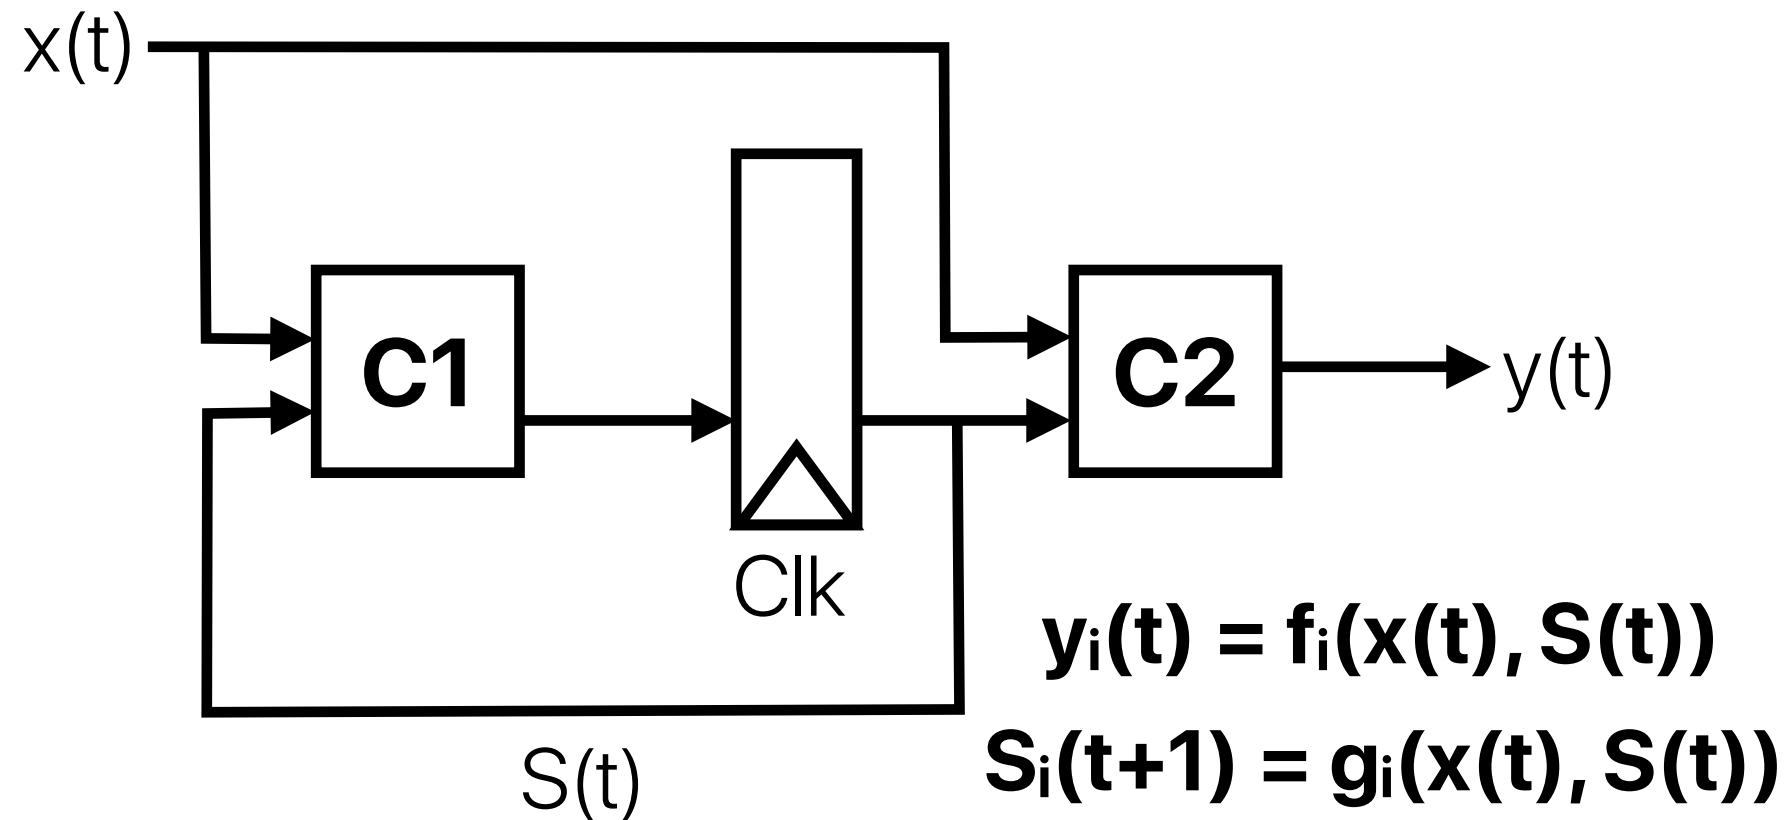 x(t)
C1
C2
y(t)
Clk
yᵢ(t) = fᵢ(x(t), S(t))
Sᵢ(t+1) = gᵢ(x(t), S(t))
S(t)